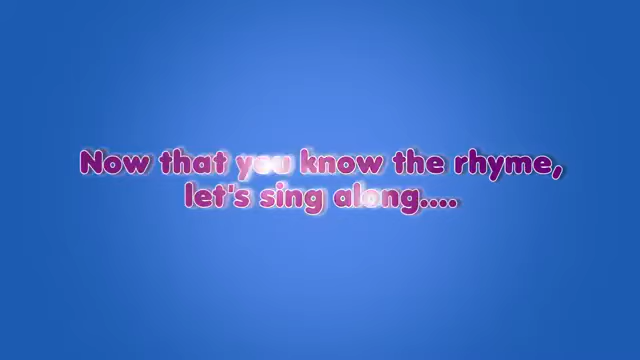 Now that you know the rhyme,
let's sing along....